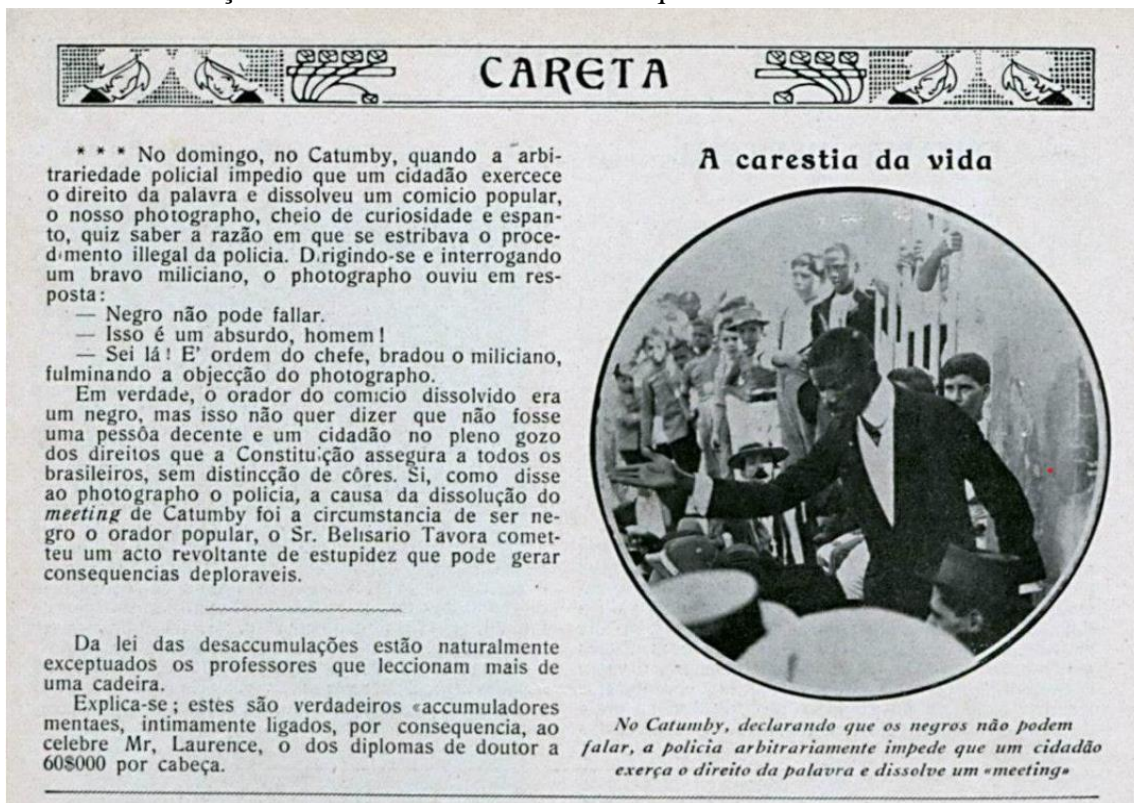 CARETA
* * * No domingo, no Catumby, quando a arbi-
trariedade policial impedio que um cidadão exercece
o direito da palavra e dissolveu um comicio popular,
o nosso photographo, cheio de curiosidade e espan-
to, quiz saber a razão em que se estribava o proce-
dimento illegal da policia. Dirigindo-se e interrogando
um bravo miliciano, o photographo ouviu em res-
posta:
— Negro não pode fallar.
— Isso é um absurdo, homem!
— Sei lá! E' ordem do chefe, bradou o miliciano,
fulminando a objecção do photographo.
Em verdade, o orador do comicio dissolvido era
um negro, mas isso não quer dizer que não fosse
uma pessôa decente e um cidadão no pleno gozo
dos direitos que a Constituição assegura a todos os
brasileiros, sem distincção de côres. Si, como disse
ao photographo o policia, a causa da dissolução do
meeting de Catumby foi a circumstancia de ser ne-
gro o orador popular, o Sr. Belisario Tavora comet-
teu um acto revoltante de estupidez que pode gerar
consequencias deploraveis.
Da lei das desaccumulações estão naturalmente
exceptuados os professores que leccionam mais de
uma cadeira.
Explica-se; estes são verdadeiros «accumuladores
mentaes, intimamente ligados, por consequencia, ao
celebre Mr, Laurence, o dos diplomas de doutor a
60$000 por cabeça.
A carestia da vida
No Catumby, declarando que os negros não podem
falar, a policia arbitrariamente impede que um cidadão
exerça o direito da palavra e dissolve um «meeting»